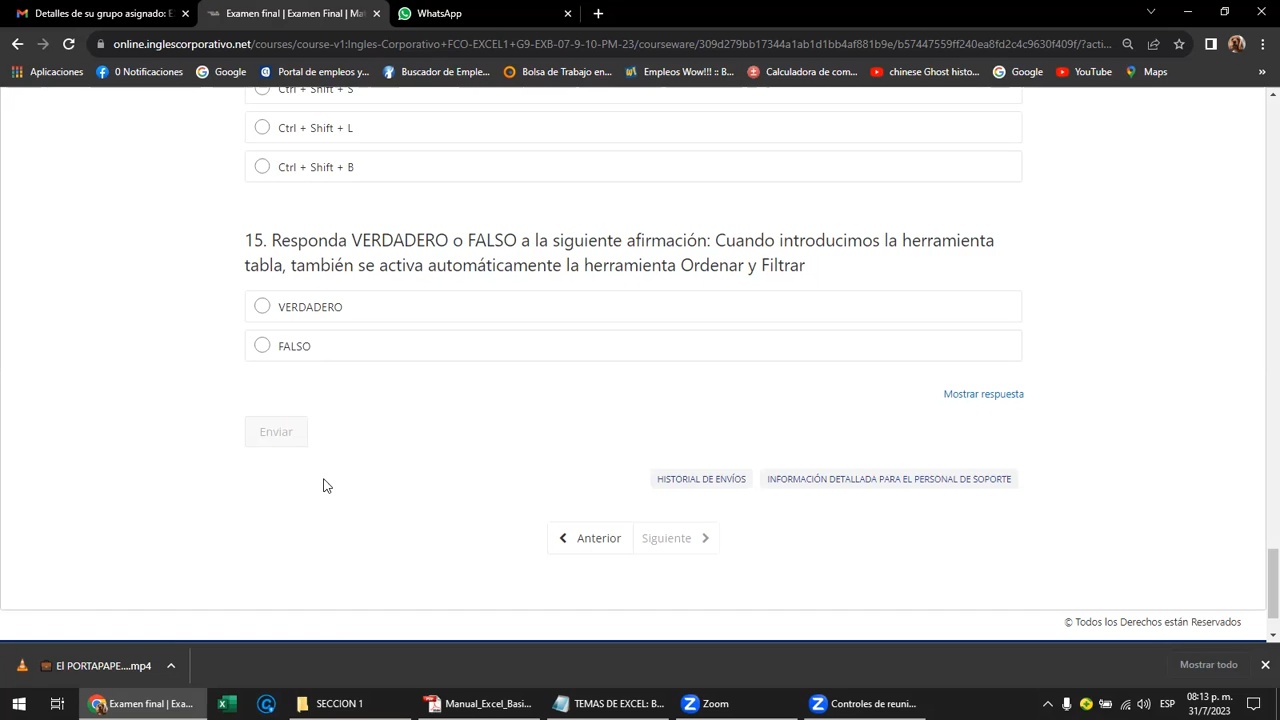 Detalles de su grupo asignado: E
Examen final | Examen Final | Mat
WhatsApp
online.inglescorporativo.net/courses/course-v1:Ingles-Corporativo+FCO-EXCEL1+G9-EXB-07-9-10-PM-23/courseware/309d279bb17344a1ab1d1bb4af881b9e/b57447559ff240ea8fd2c4c9630f409f/?acti...
Aplicaciones
0 Notificaciones
Google
Portal de empleos y...
Buscador de Emple...
Bolsa de Trabajo en...
Empleos Wow!!! :: B...
Calculadora de com...
chinese Ghost histo...
Google
YouTube
Maps
»
Ctrl + Shift + S
Ctrl + Shift + L
Ctrl + Shift + B
15. Responda VERDADERO o FALSO a la siguiente afirmación: Cuando introducimos la herramienta
tabla, también se activa automáticamente la herramienta Ordenar y Filtrar
VERDADERO
FALSO
Mostrar respuesta
Enviar
HISTORIAL DE ENVÍOS
INFORMACIÓN DETALLADA PARA EL PERSONAL DE SOPORTE
Anterior
Siguiente
© Todos los Derechos están Reservados
El PORTAPAPE....mp4
Mostrar todo
Examen final | Exa...
SECCION 1
Manual_Excel_Basi...
TEMAS DE EXCEL: B...
Zoom
Controles de reuni...
ESP
08:13 p. m.
31/7/2023